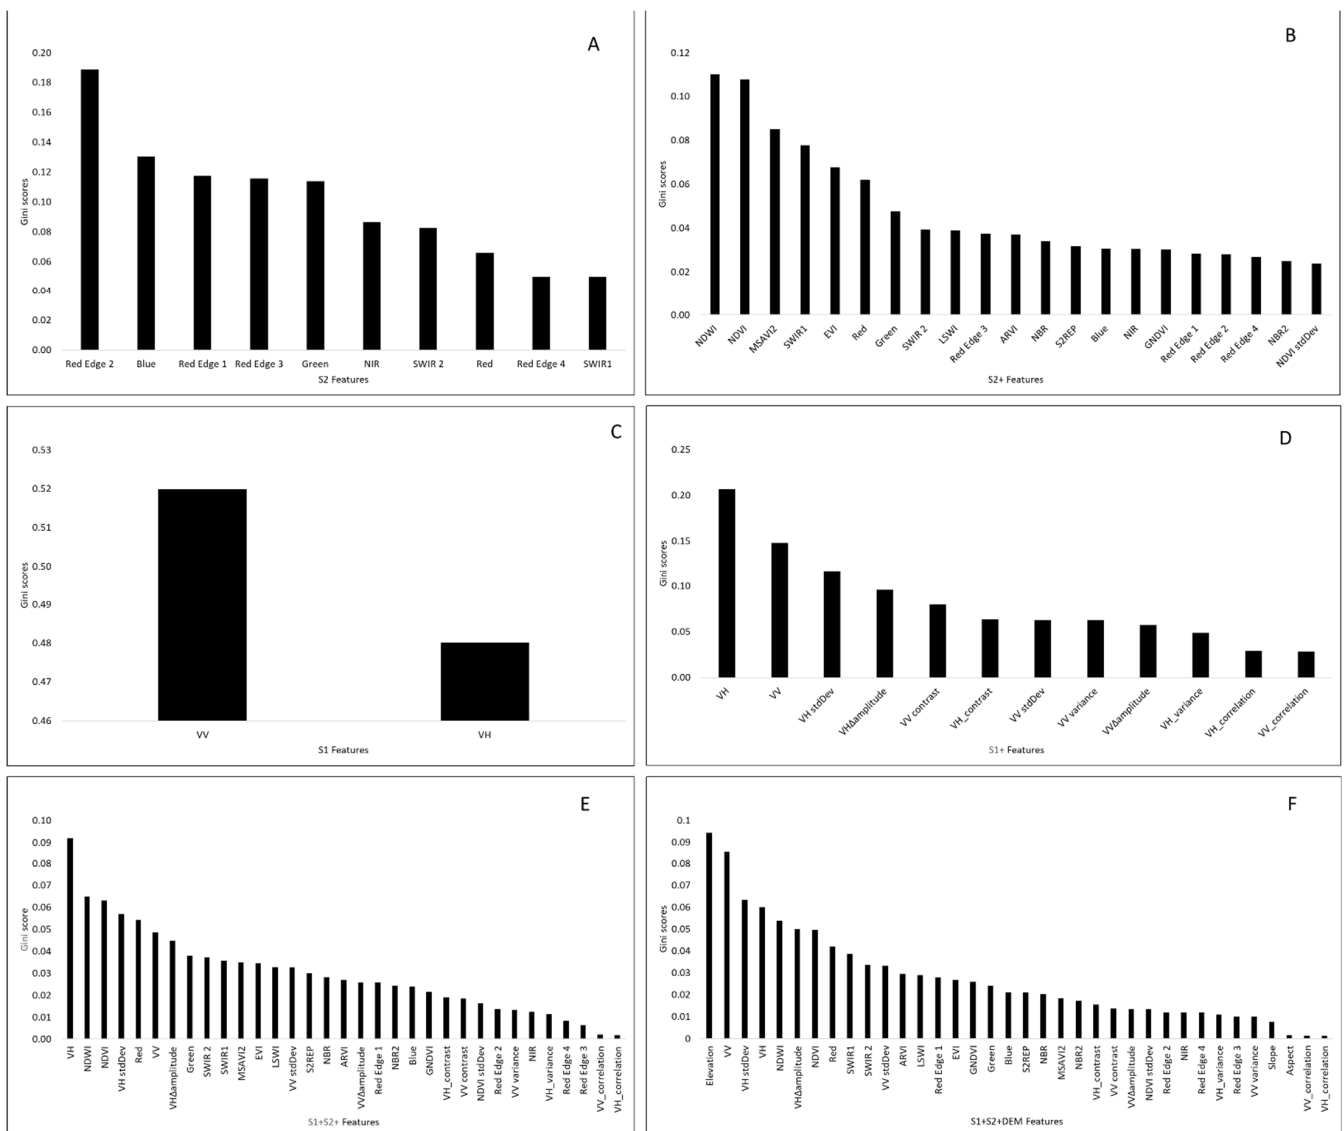 A
0.20
0.18
0.16
0.14
0.12
0.10
0.08
0.06
0.04
0.02
0.00
Gini scores
Red Edge 2 Blue Red Edge 1 Red Edge 3 Green NIR SWIR 2 Red Red Edge 4 SWIR1
S2 Features
B
0.12
0.10
0.08
0.06
0.04
0.02
0.00
Gini scores
NDWI NDVI MSAVI2 SWIR1 EVI Red Green SWIR 2 LSWI Red Edge 3 ARVI NBR S2REP Blue NIR GNDVI Red Edge 1 Red Edge 2 Red Edge 4 NBR2 NDVI stdDev
S2+ Features
C
0.53
0.52
0.51
0.50
0.49
0.48
0.47
0.46
Gini scores
VV VH
S1 Features
D
0.25
0.20
0.15
0.10
0.05
0.00
Gini scores
VH VV VH stdDev VHΔamplitude VV contrast VH_contrast VV stdDev VV variance VVΔamplitude VH_variance VH_correlation VV_correlation
S1+ Features
E
0.10
0.09
0.08
0.07
0.06
0.05
0.04
0.03
0.02
0.01
0.00
Gini score
VH NDWI NDVI VH stdDev Red VV VHΔamplitude Green SWIR 2 SWIR1 MSAVI2 EVI LSWI VV stdDev S2REP NBR ARVI VVΔamplitude Red Edge 1 NBR2 Blue GNDVI VH_contrast VV contrast NDVI stdDev Red Edge 2 VV variance NIR VH_variance Red Edge 4 Red Edge 3 VV_correlation VH_correlation
S1+S2+ Features
F
0.1
0.09
0.08
0.07
0.06
0.05
0.04
0.03
0.02
0.01
0
Gini scores
Elevation VV VH stdDev VH NDWI VHΔamplitude NDVI Red SWIR1 SWIR 2 VV stdDev ARVI LSWI Red Edge 1 EVI GNDVI Green Blue S2REP NBR MSAVI2 NBR2 VH_contrast VV contrast VVΔamplitude NDVI stdDev Red Edge 2 NIR Red Edge 4 VH_variance Red Edge 3 VV variance Slope Aspect VV_correlation VH_correlation
S1+S2+DEM Features